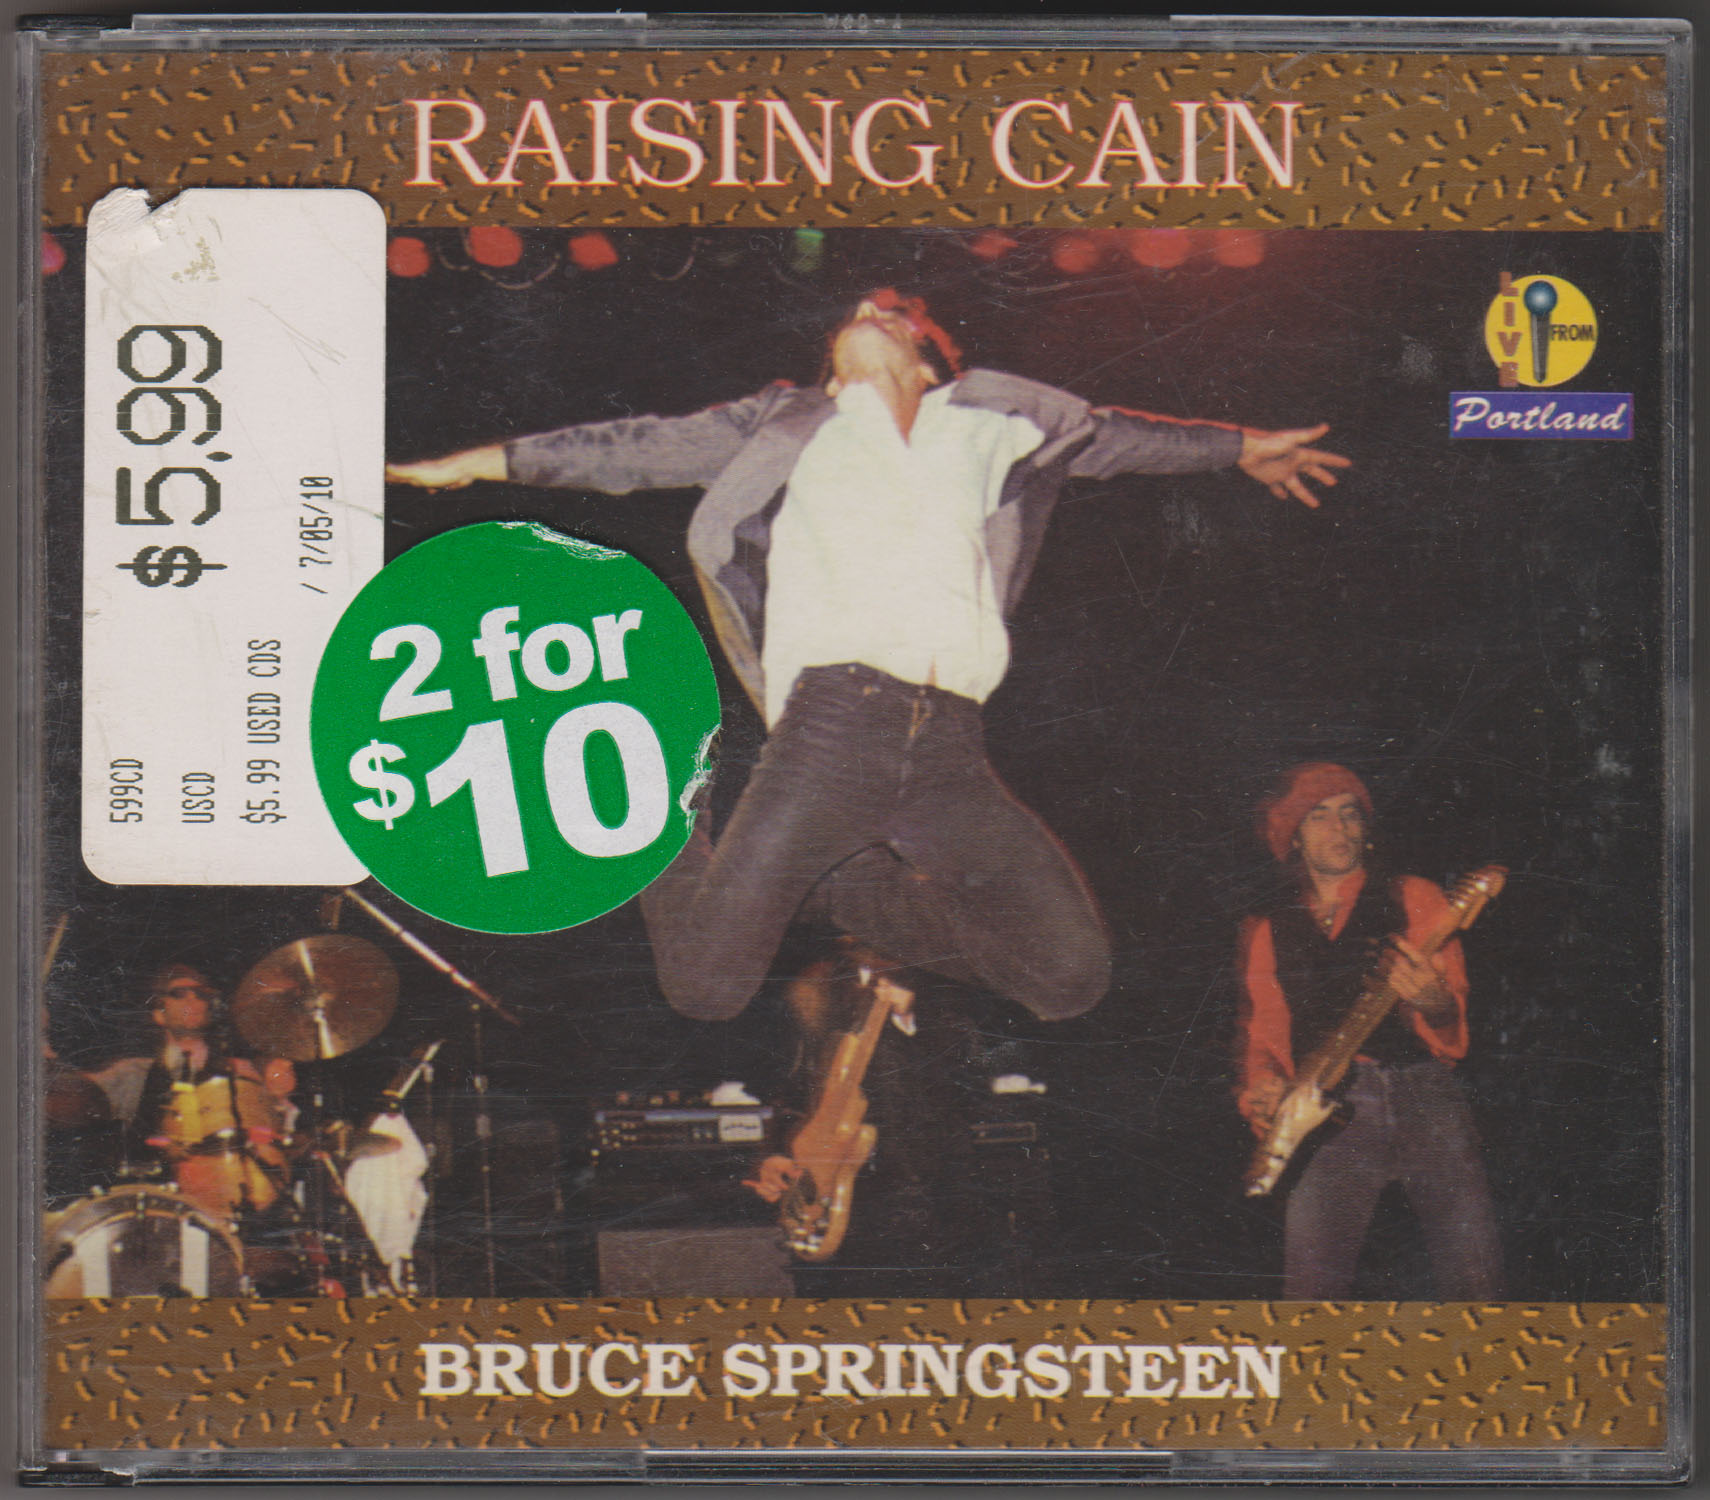 RAISING CAIN
LIVE
FROM
Portland
$5.99
/ 7/05/10
$5.99 USED CDS
USCD
599CD
2 for
$10
BRUCE SPRINGSTEEN